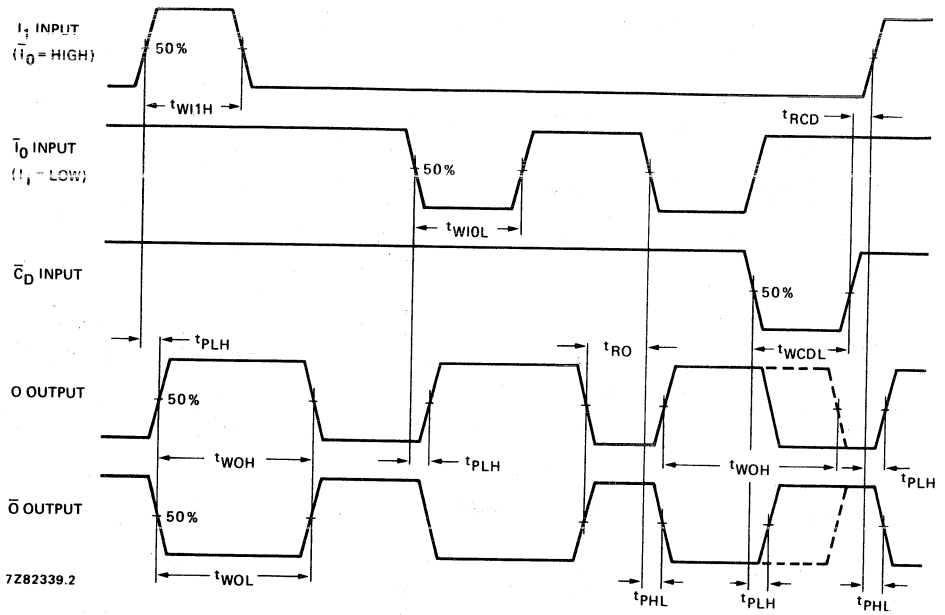 I₁ INPUT
(Ī₀ = HIGH)
50%
tWI1H
tRCD
Ī₀ INPUT
(I₁ = LOW)
50%
tWI0L
C̄D INPUT
50%
tPLH
tRO
tWCDL
O OUTPUT
50%
tWOH
tPLH
tWOH
tPLH
Ō OUTPUT
50%
7Z82339.2
tWOL
tPHL
tPLH
tPHL